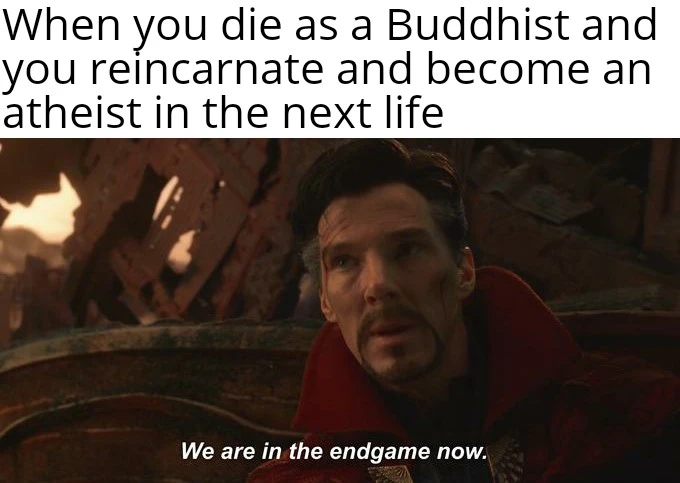 When you die as a Buddhist and
you reincarnate and become an
atheist in the next life
We are in the endgame now.